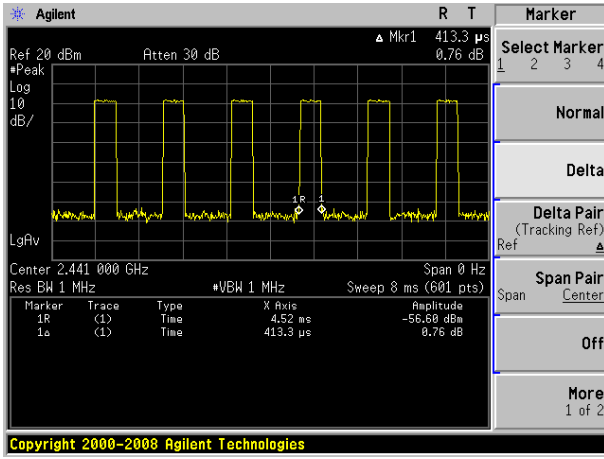 Agilent R T
Δ Mkr1 413.3 µs
Ref 20 dBm Atten 30 dB 0.76 dB
#Peak
Log
10
dB/
1R 1
LgAv
Center 2.441 000 GHz Span 0 Hz
Res BW 1 MHz #VBW 1 MHz Sweep 8 ms (601 pts)
Marker Trace Type X Axis Amplitude
1R (1) Time 4.52 ms -56.60 dBm
1Δ (1) Time 413.3 µs 0.76 dB
Copyright 2000-2008 Agilent Technologies
Marker
Select Marker
1 2 3 4
Normal
Delta
Delta Pair
(Tracking Ref)
Ref Δ
Span Pair
Span Center
Off
More
1 of 2